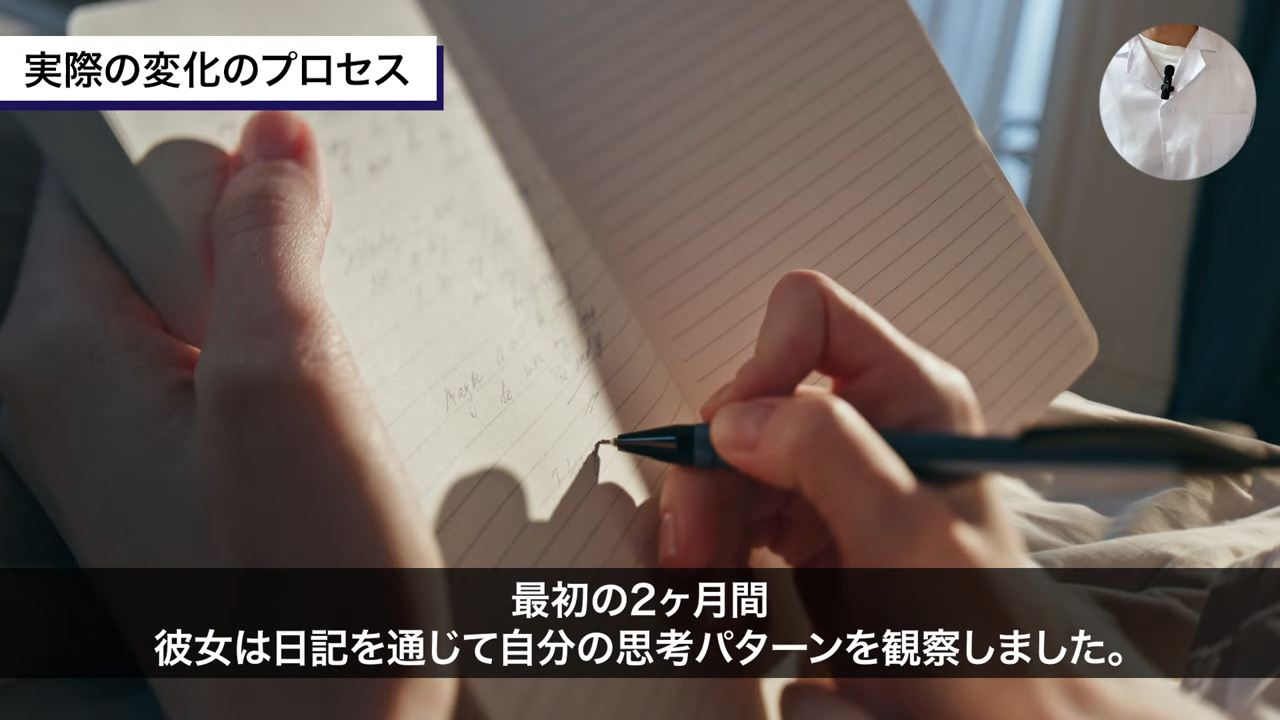 実際の変化のプロセス
最初の2ヶ月間
彼女は日記を通じて自分の思考パターンを観察しました。
Maybe